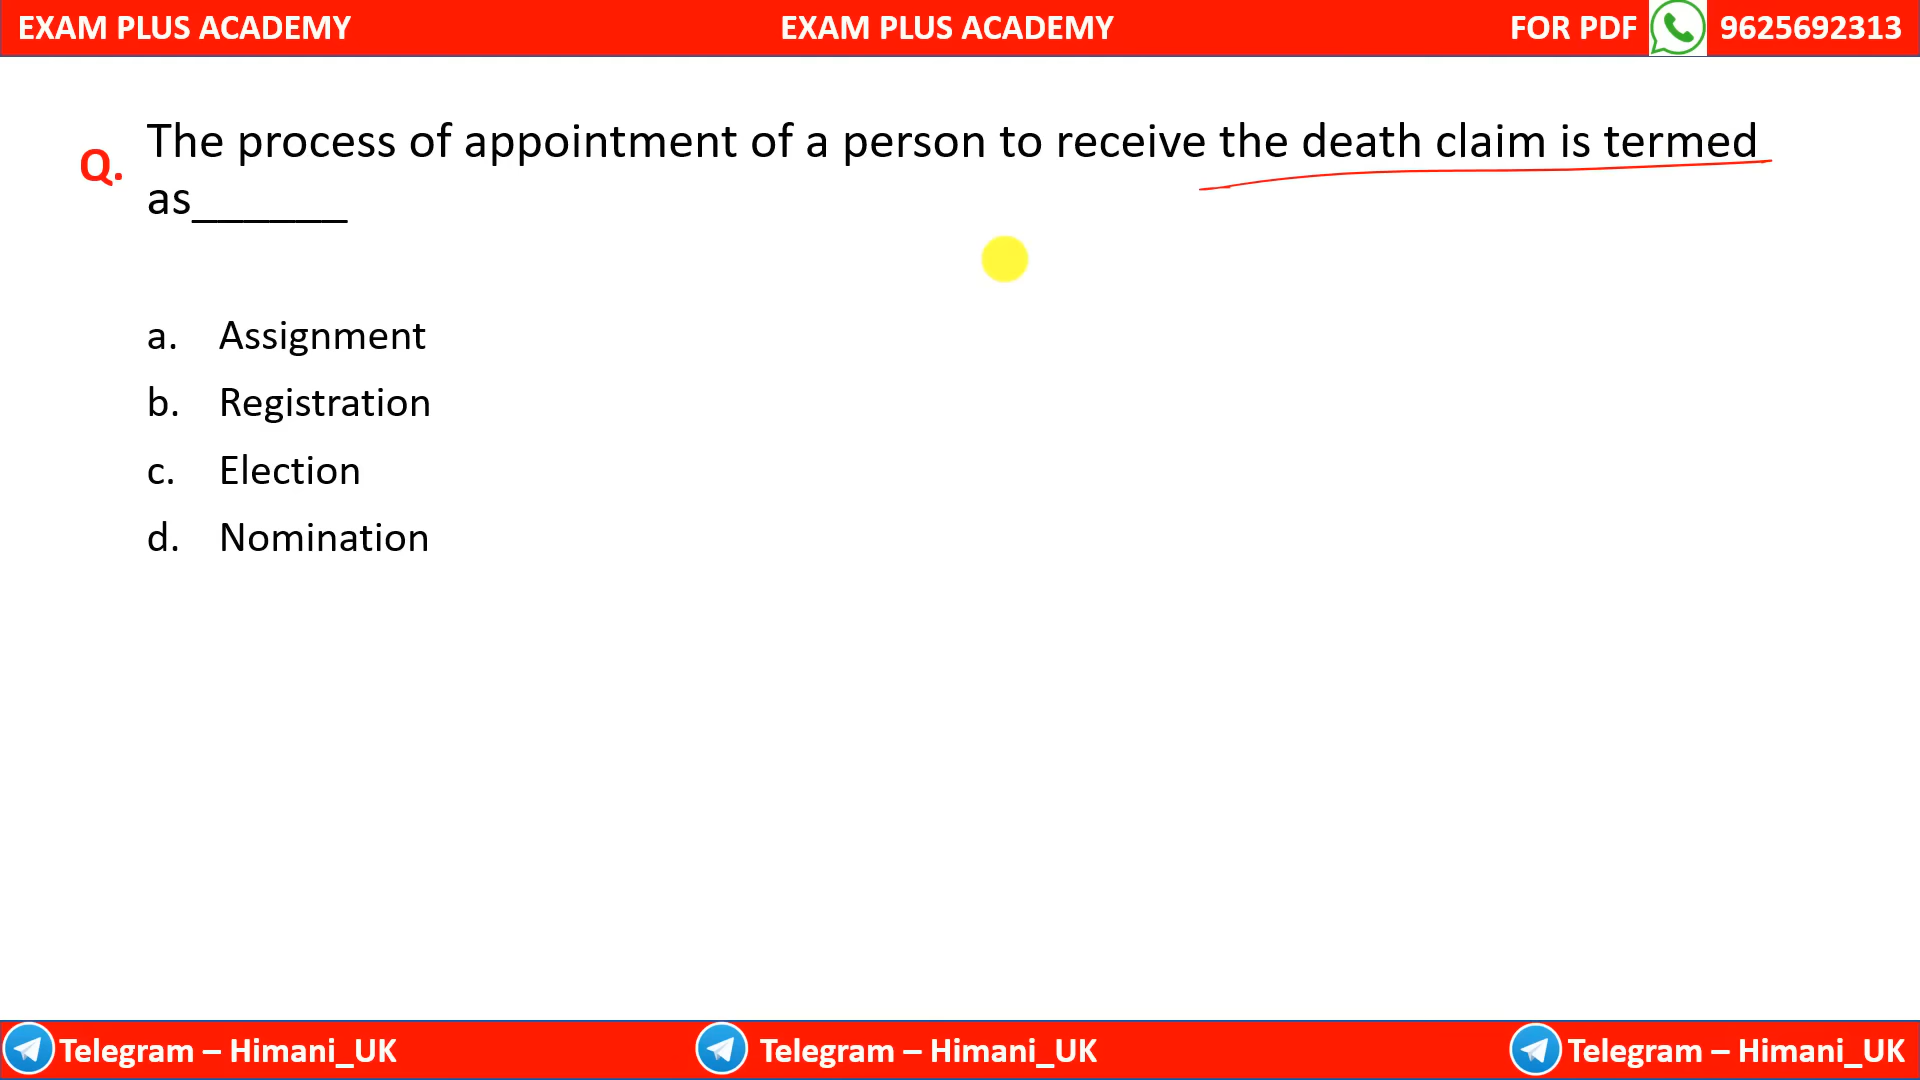 EXAM PLUS ACADEMY EXAM PLUS ACADEMY FOR PDF 9625692313
Q. The process of appointment of a person to receive the death claim is termed
as______
a. Assignment
b. Registration
c. Election
d. Nomination
Telegram – Himani_UK Telegram – Himani_UK Telegram – Himani_UK